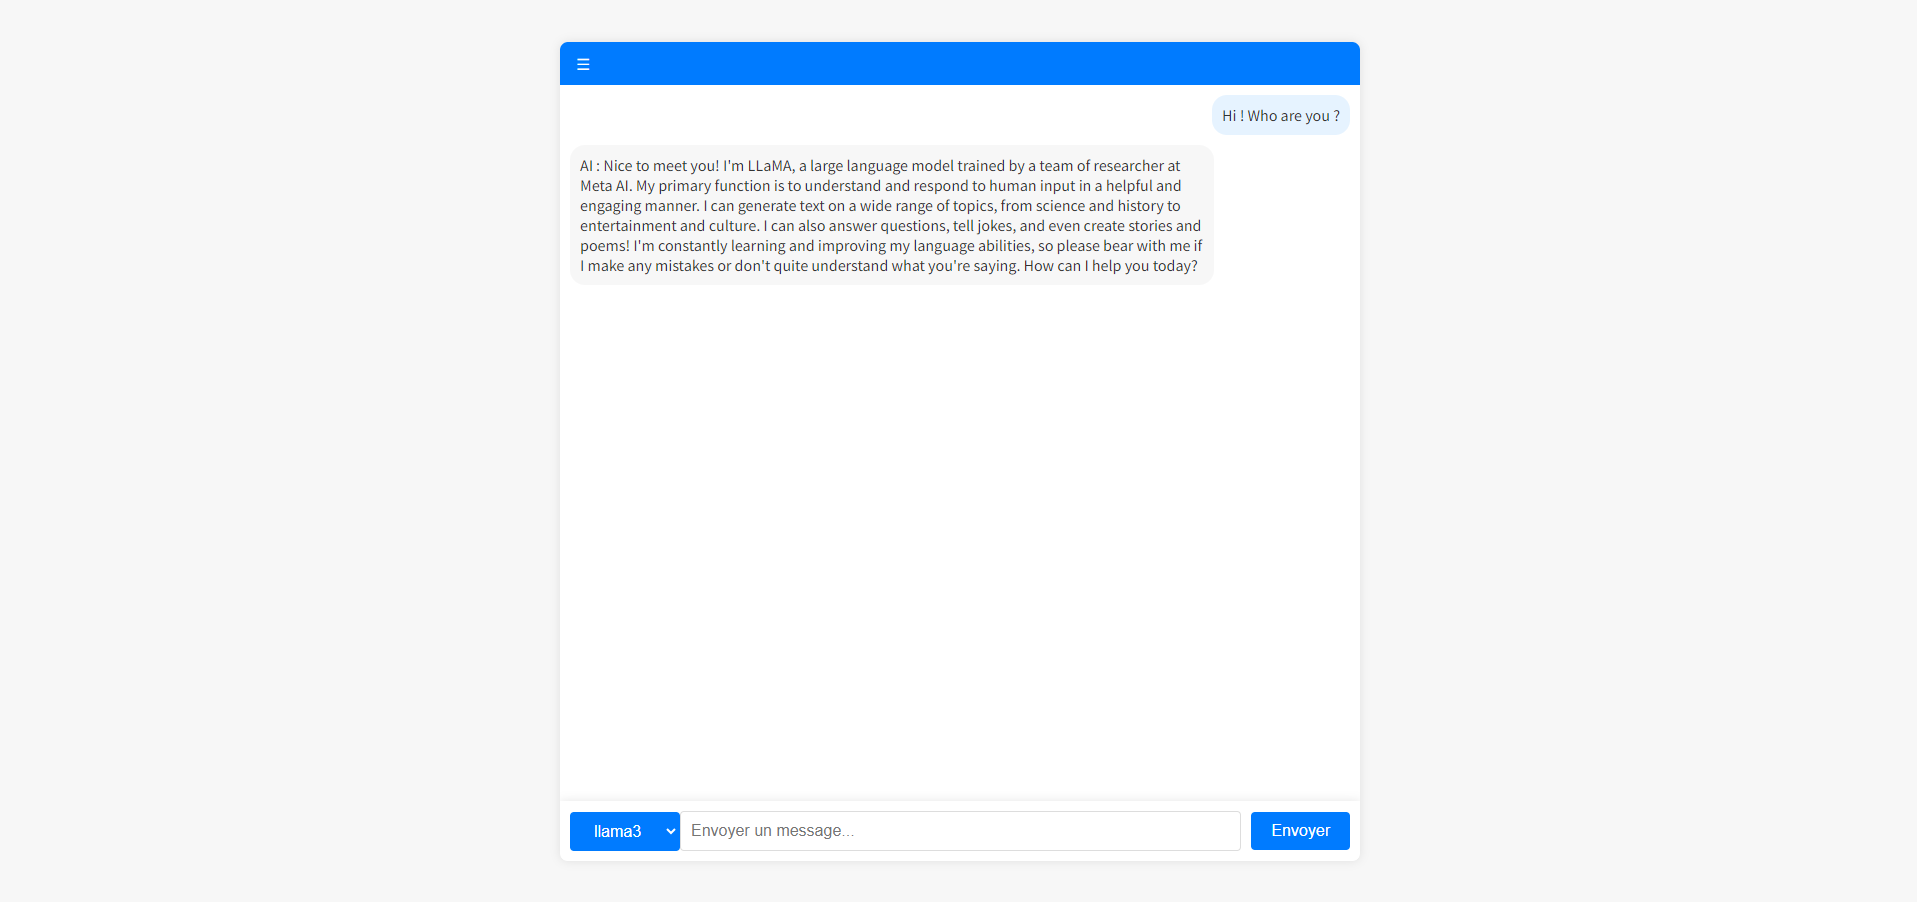 ☰
Hi ! Who are you ?
AI : Nice to meet you! I'm LLaMA, a large language model trained by a team of researcher at
Meta AI. My primary function is to understand and respond to human input in a helpful and
engaging manner. I can generate text on a wide range of topics, from science and history to
entertainment and culture. I can also answer questions, tell jokes, and even create stories and
poems! I'm constantly learning and improving my language abilities, so please bear with me if
I make any mistakes or don't quite understand what you're saying. How can I help you today?
llama3 Envoyer un message... Envoyer